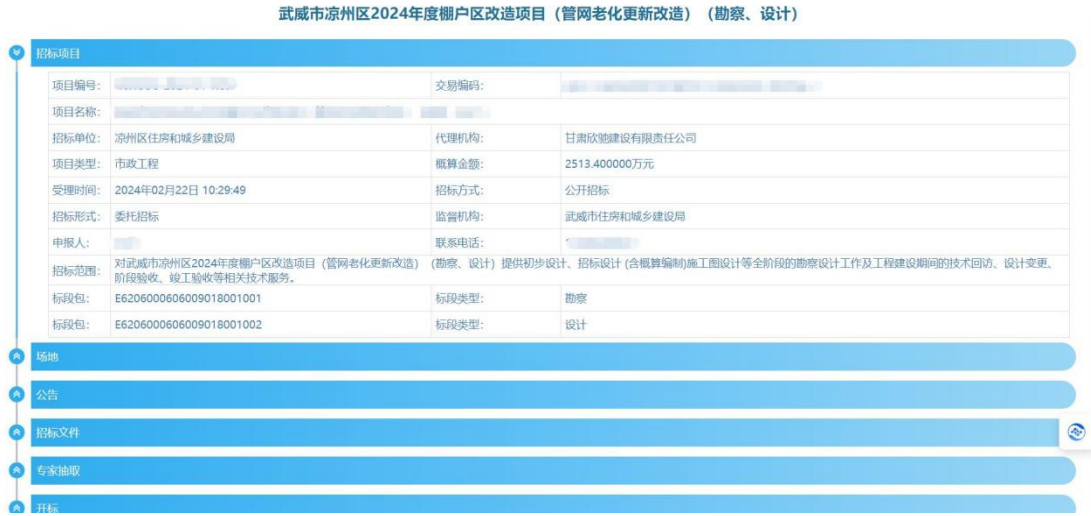 武威市凉州区2024年度棚户区改造项目（管网老化更新改造）（勘察、设计）
招标项目
项目编号： 交易编码：
项目名称：
招标单位： 凉州区住房和城乡建设局 代理机构： 甘肃欣驰建设有限责任公司
项目类型： 市政工程 概算金额： 2513.400000万元
受理时间： 2024年02月22日 10:29:49 招标方式： 公开招标
招标形式： 委托招标 监督机构： 武威市住房和城乡建设局
申报人： 联系电话：
招标范围： 对武威市凉州区2024年度棚户区改造项目（管网老化更新改造）（勘察、设计）提供初步设计、招标设计 (含概算编制)施工图设计等全阶段的勘察设计工作及工程建设期间的技术回访、设计变更、
阶段验收、竣工验收等相关技术服务。
标段包： E6206000606009018001001 标段类型： 勘察
标段包： E6206000606009018001002 标段类型： 设计
场地
公告
招标文件
专家抽取
开标